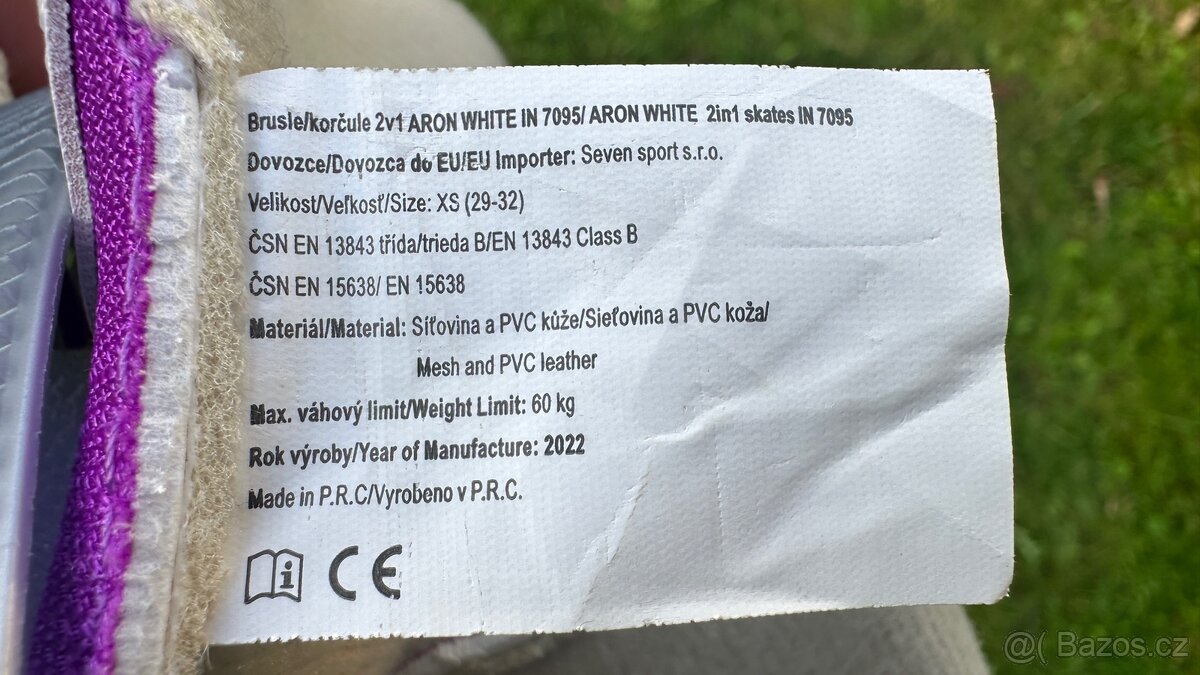 Brusle/korčule 2v1 ARON WHITE IN 7095/ ARON WHITE 2in1 skates IN 7095
Dovozce/Dovozca do EU/EU Importer: Seven sport s.r.o.
Velikost/Veľkosť/Size: XS (29-32)
ČSN EN 13843 třída/trieda B/EN 13843 Class B
ČSN EN 15638/ EN 15638
Materiál/Material: Síťovina a PVC kůže/Sieťovina a PVC koža/
Mesh and PVC leather
Max. váhový limit/Weight Limit: 60 kg
Rok výroby/Year of Manufacture: 2022
Made in P.R.C/Vyrobeno v P.R.C.
i CE
@( Bazos.cz